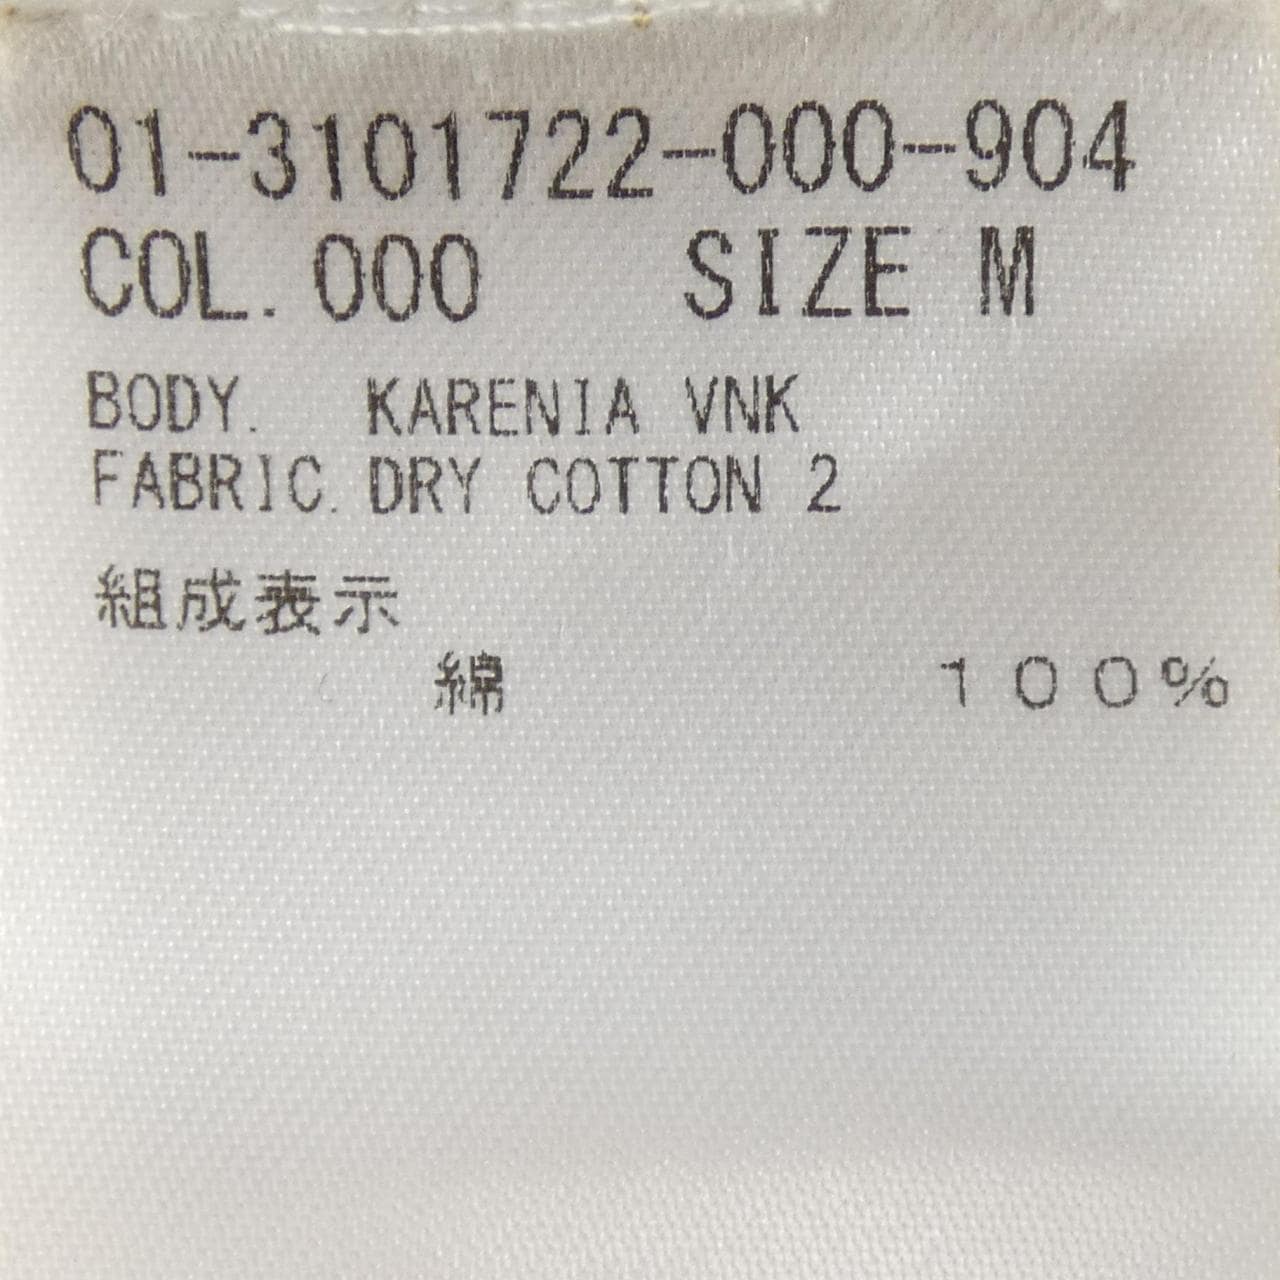 01-3101722-000-904
COL.000 SIZE M
BODY. KARENIA VNK
FABRIC. DRY COTTON 2
組成表示
綿 100%